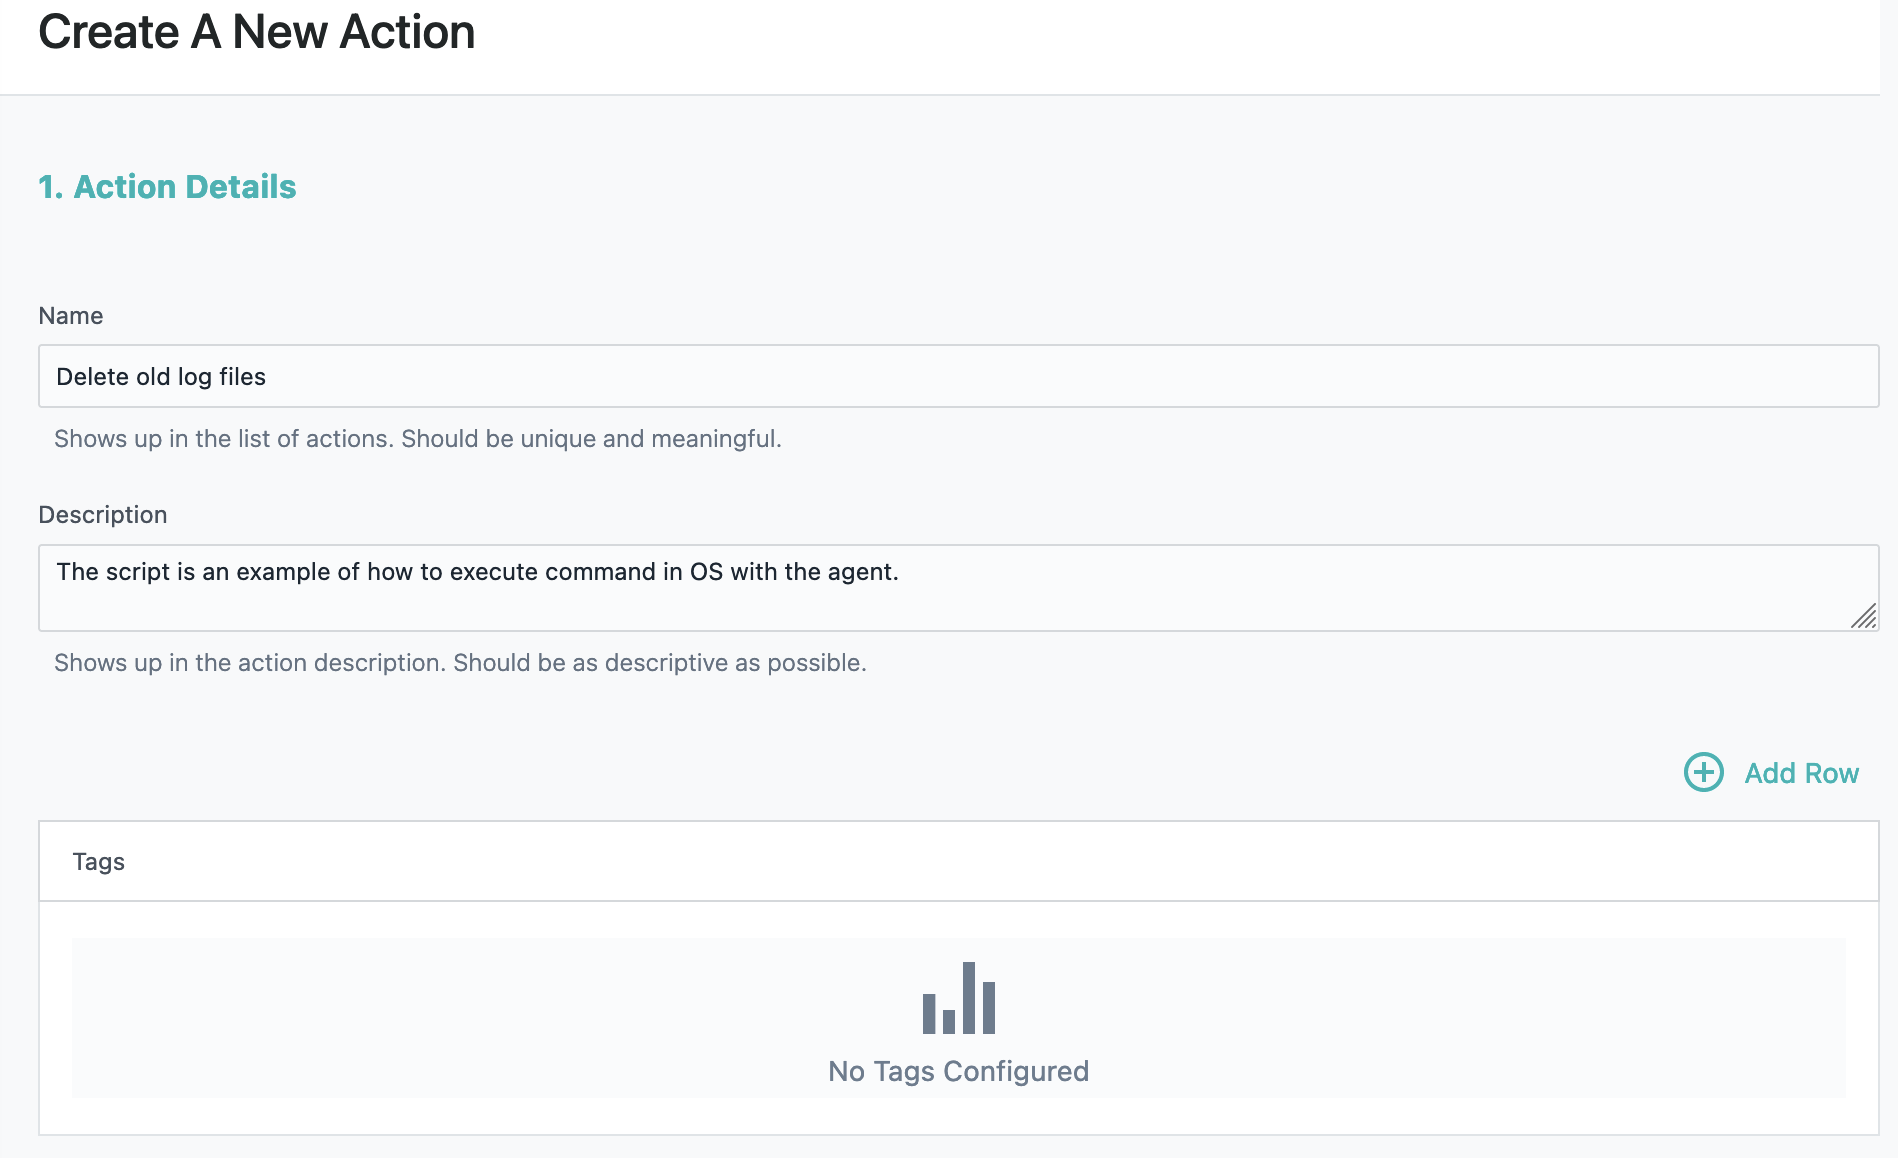 Create A New Action
1. Action Details
Name
Delete old log files
Shows up in the list of actions. Should be unique and meaningful.
Description
The script is an example of how to execute command in OS with the agent.
Shows up in the action description. Should be as descriptive as possible.
Add Row
Tags
No Tags Configured